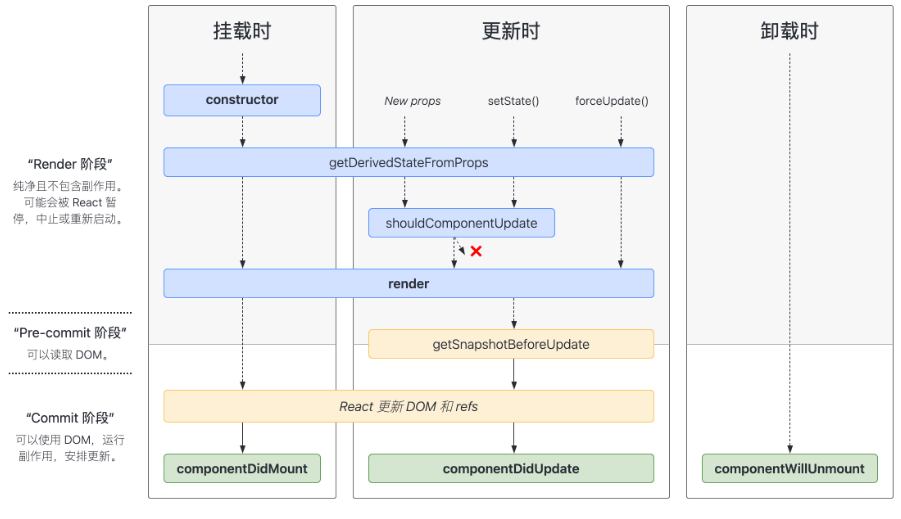 挂载时
更新时
卸载时
constructor
New props
setState()
forceUpdate()
“Render 阶段”
纯净且不包含副作用。
可能会被 React 暂
停，中止或重新启动。
getDerivedStateFromProps
shouldComponentUpdate
render
“Pre-commit 阶段”
可以读取 DOM。
getSnapshotBeforeUpdate
“Commit 阶段”
可以使用 DOM，运行
副作用，安排更新。
React 更新 DOM 和 refs
componentDidMount
componentDidUpdate
componentWillUnmount